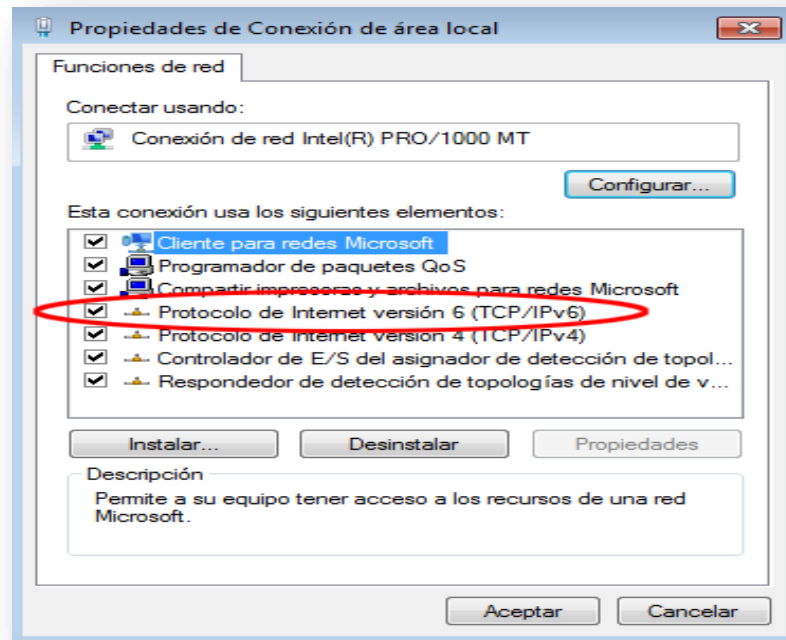 Propiedades de Conexión de área local
Funciones de red
Conectar usando:
Conexión de red Intel(R) PRO/1000 MT
Configurar...
Esta conexión usa los siguientes elementos:
Cliente para redes Microsoft
Programador de paquetes QoS
Compartir impresoras y archivos para redes Microsoft
Protocolo de Internet versión 6 (TCP/IPv6)
Protocolo de Internet versión 4 (TCP/IPv4)
Controlador de E/S del asignador de detección de topol...
Respondedor de detección de topologías de nivel de v...
Instalar... Desinstalar Propiedades
Descripción
Permite a su equipo tener acceso a los recursos de una red
Microsoft.
Aceptar Cancelar